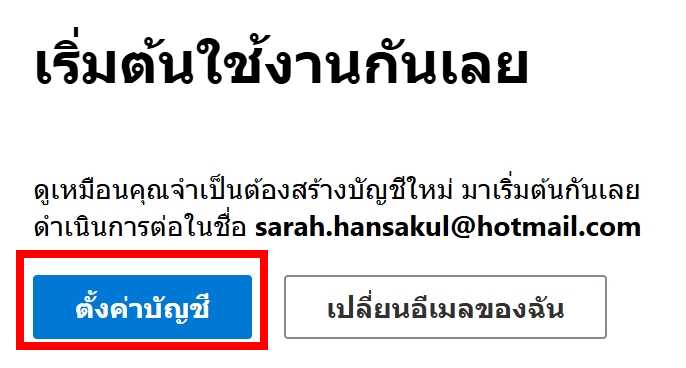 เริ่มต้นใช้งานกันเลย
ดูเหมือนคุณจำเป็นต้องสร้างบัญชีใหม่ มาเริ่มต้นกันเลย
ดำเนินการต่อในชื่อ sarah.hansakul@hotmail.com
ตั้งค่าบัญชี
เปลี่ยนอีเมลของฉัน